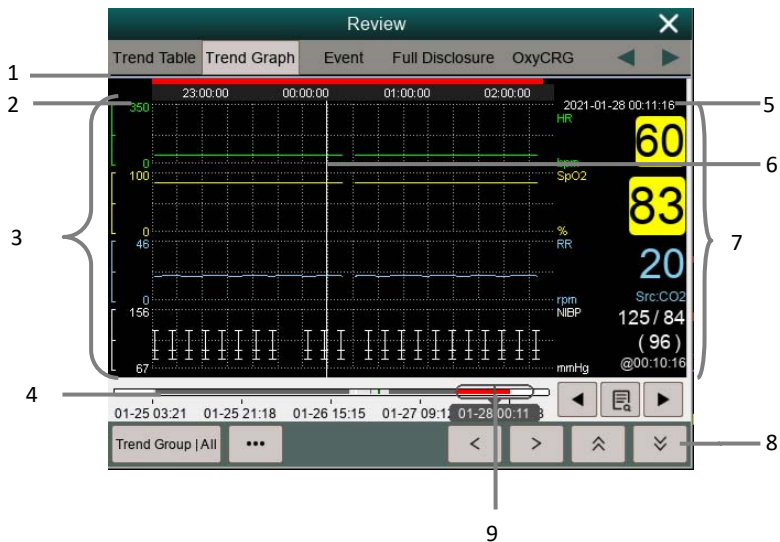 Review
Trend Table Trend Graph Event Full Disclosure OxyCRG
1
23:00:00 00:00:00 01:00:00 02:00:00
2 350 2021-01-28 00:11:16 5
HR
60
0 bpm 6
100 SpO2
83
3 0 % 7
46 RR
20
0 rpm Src:CO2
156 NIBP 125 / 84
( 96 )
67 mmHg @00:10:16
4
01-25 03:21 01-25 21:18 01-26 15:15 01-27 09:1 01-28 00:11 3
Trend Group | All ••• < > 8
9